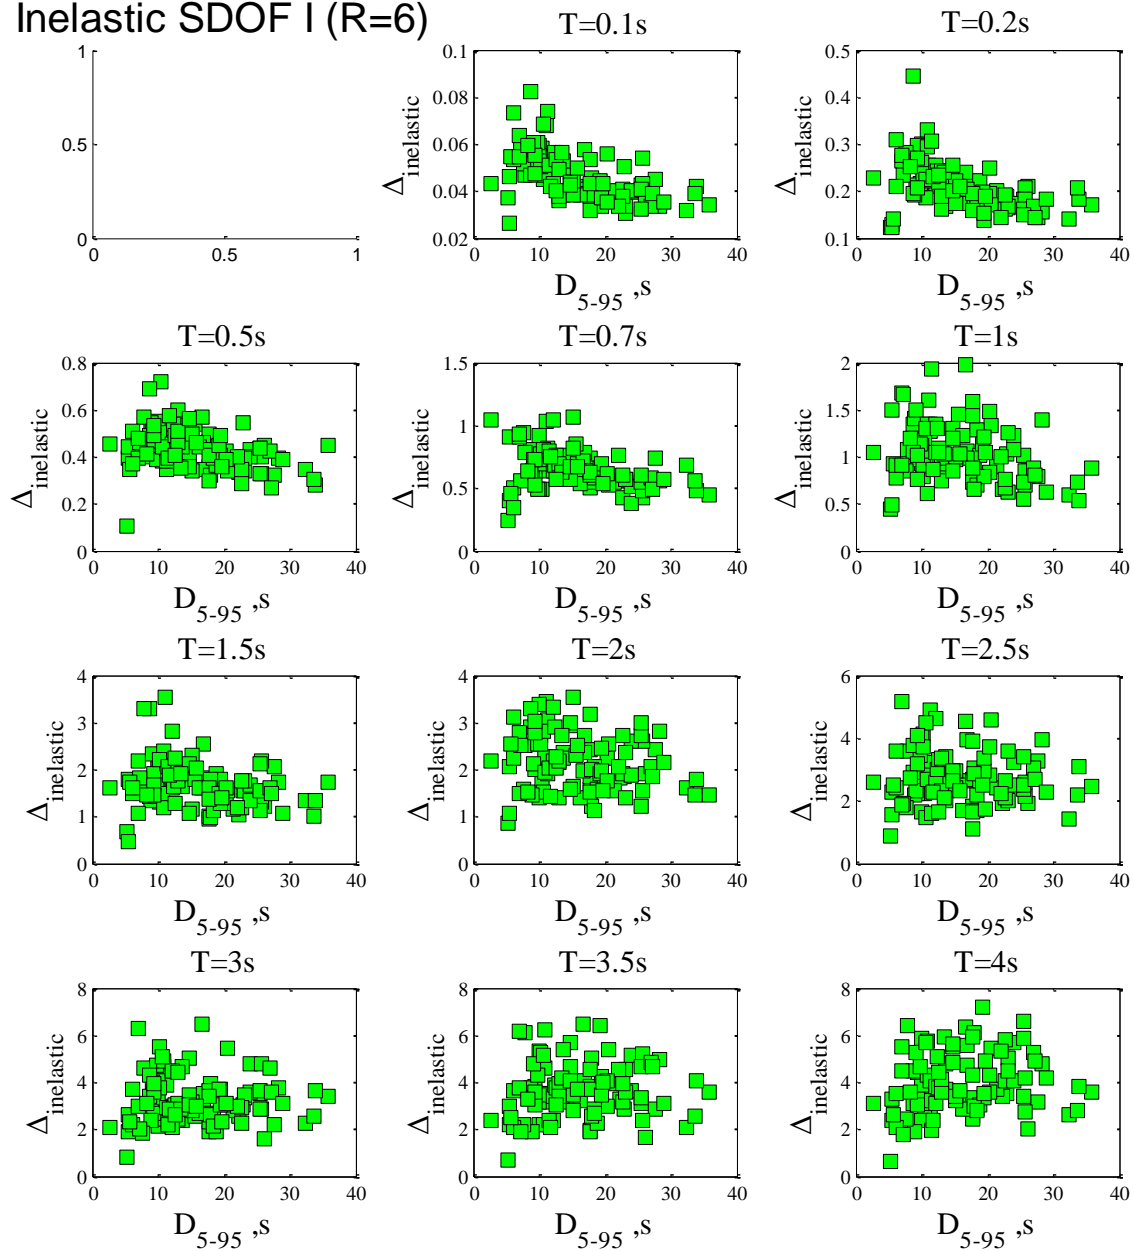 Inelastic SDOF I (R=6)
1
0.5
0
0 0.5 1
T=0.1s
0.1
0.08
0.06
0.04
0.02
0 10 20 30 40
Δinelastic
D5-95 ,s
T=0.2s
0.5
0.4
0.3
0.2
0.1
0 10 20 30 40
Δinelastic
D5-95 ,s
T=0.5s
0.8
0.6
0.4
0.2
0
0 10 20 30 40
Δinelastic
D5-95 ,s
T=0.7s
1.5
1
0.5
0
0 10 20 30 40
Δinelastic
D5-95 ,s
T=1s
2
1.5
1
0.5
0
0 10 20 30 40
Δinelastic
D5-95 ,s
T=1.5s
4
3
2
1
0
0 10 20 30 40
Δinelastic
D5-95 ,s
T=2s
4
3
2
1
0
0 10 20 30 40
Δinelastic
D5-95 ,s
T=2.5s
6
4
2
0
0 10 20 30 40
Δinelastic
D5-95 ,s
T=3s
8
6
4
2
0
0 10 20 30 40
Δinelastic
D5-95 ,s
T=3.5s
8
6
4
2
0
0 10 20 30 40
Δinelastic
D5-95 ,s
T=4s
8
6
4
2
0
0 10 20 30 40
Δinelastic
D5-95 ,s